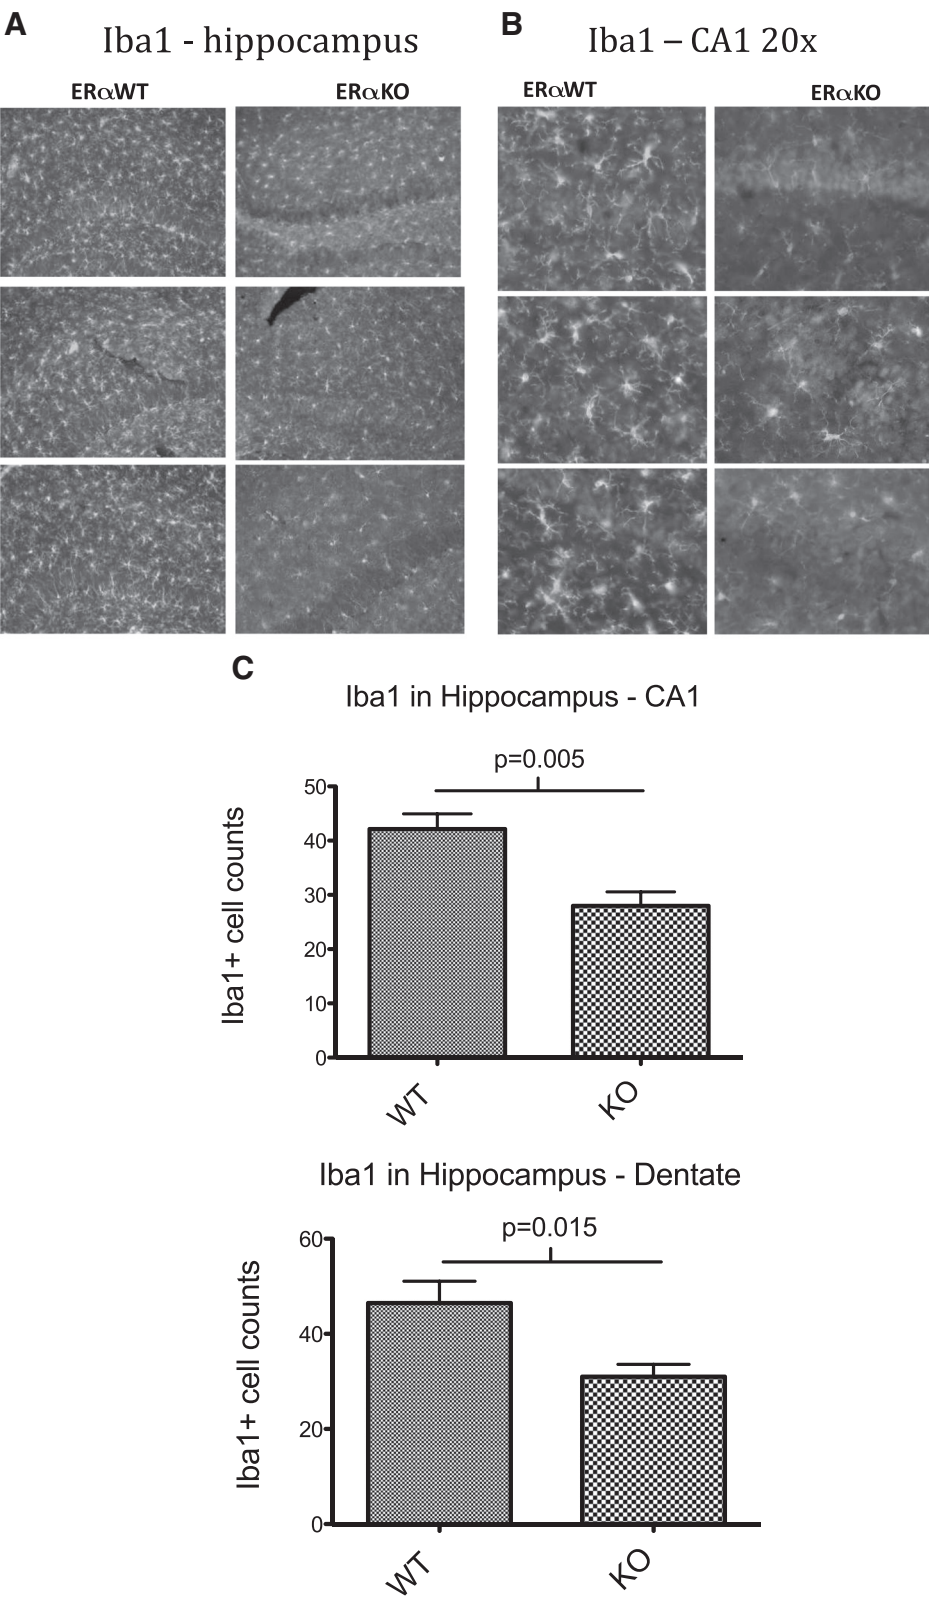 A
Iba1 - hippocampus
ERαWT ERαKO
B
Iba1 – CA1 20x
ERαWT ERαKO
C
Iba1 in Hippocampus - CA1
p=0.005
Iba1+ cell counts
50
40
30
20
10
0
WT KO
Iba1 in Hippocampus - Dentate
p=0.015
Iba1+ cell counts
60
40
20
0
WT KO